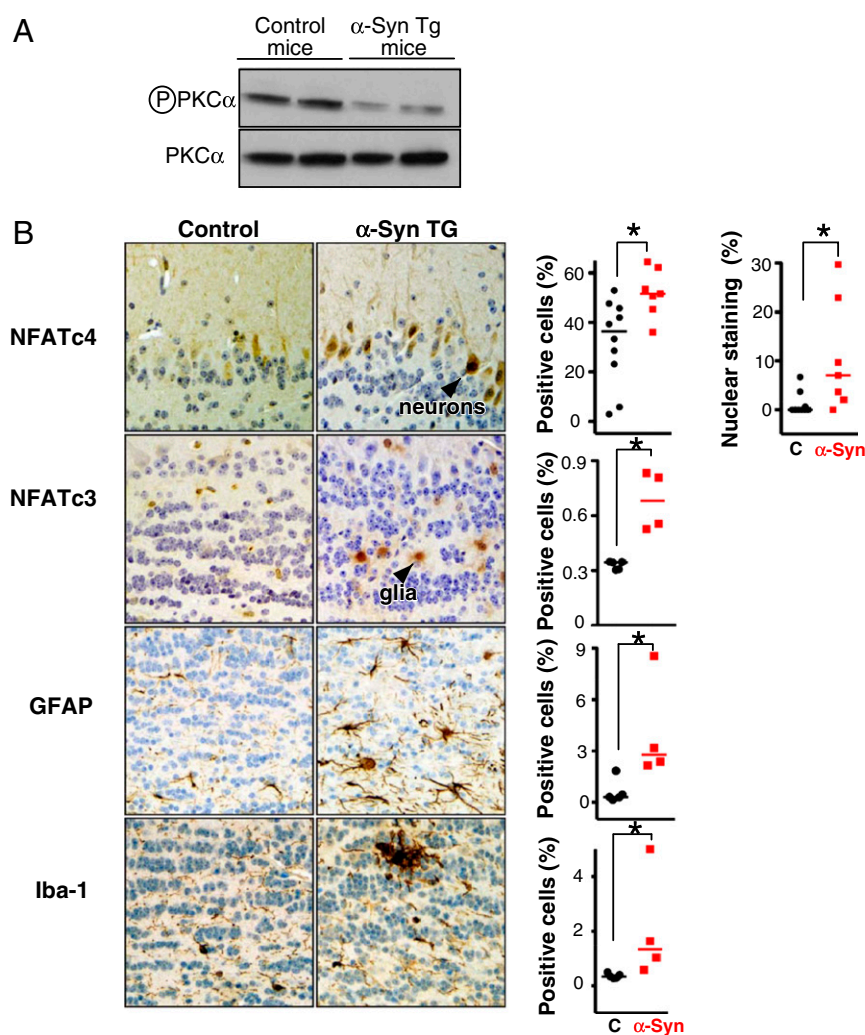 A
Control
mice
α-Syn Tg
mice
ⓅPKCα
PKCα
B
Control
α-Syn TG
NFATc4
neurons
Positive cells (%)
60
40
20
0
*
Nuclear staining (%)
30
20
10
0
*
C
α-Syn
NFATc3
glia
Positive cells (%)
0.9
0.6
0.3
0
*
GFAP
Positive cells (%)
9
6
3
0
*
Iba-1
Positive cells (%)
4
2
0
*
C
α-Syn